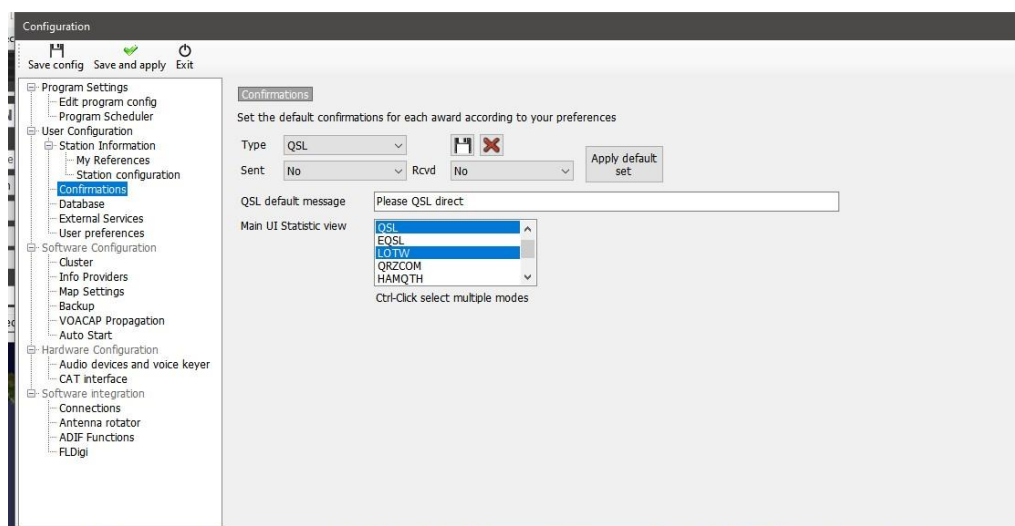 Configuration
Save config Save and apply Exit
Program Settings
Edit program config
Program Scheduler
User Configuration
Station Information
My References
Station configuration
Confirmations
Database
External Services
User preferences
Software Configuration
Cluster
Info Providers
Map Settings
Backup
VOACAP Propagation
Auto Start
Hardware Configuration
Audio devices and voice keyer
CAT interface
Software integration
Connections
Antenna rotator
ADIF Functions
FLDigi
Confirmations
Set the default confirmations for each award according to your preferences
Type QSL
Sent No Rcvd No
Apply default
set
QSL default message Please QSL direct
Main UI Statistic view
QSL
EQSL
LOTW
QRZCOM
HAMQTH
Ctrl-Click select multiple modes